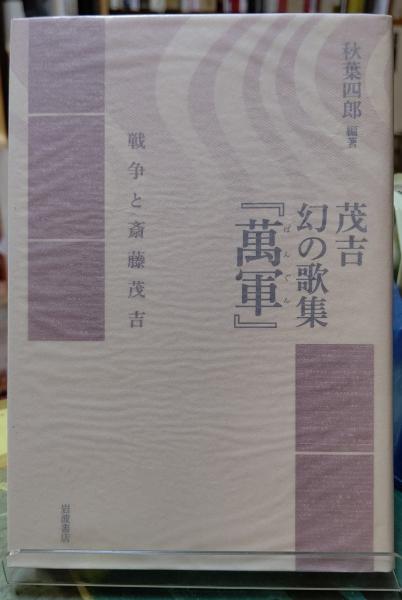 秋葉四郎 編著
茂吉
幻の歌集
『萬軍』
ばんぐん
戦争と斎藤茂吉
岩波書店